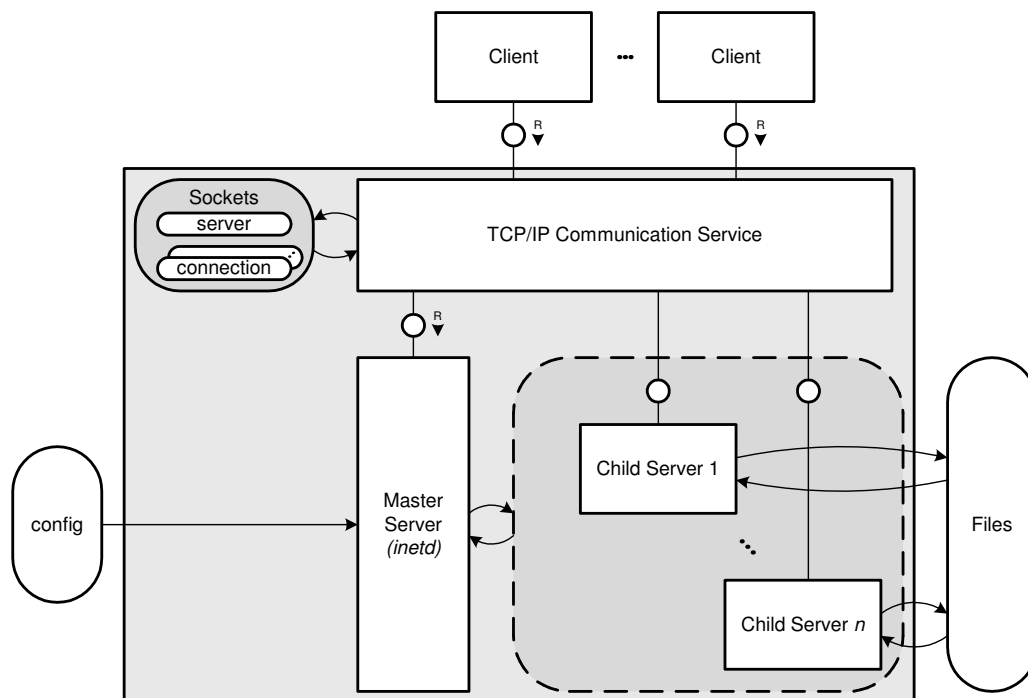 Client
...
Client
R
R
Sockets
server
connection
TCP/IP Communication Service
R
Child Server 1
Master
Server
(inetd)
config
Files
Child Server n